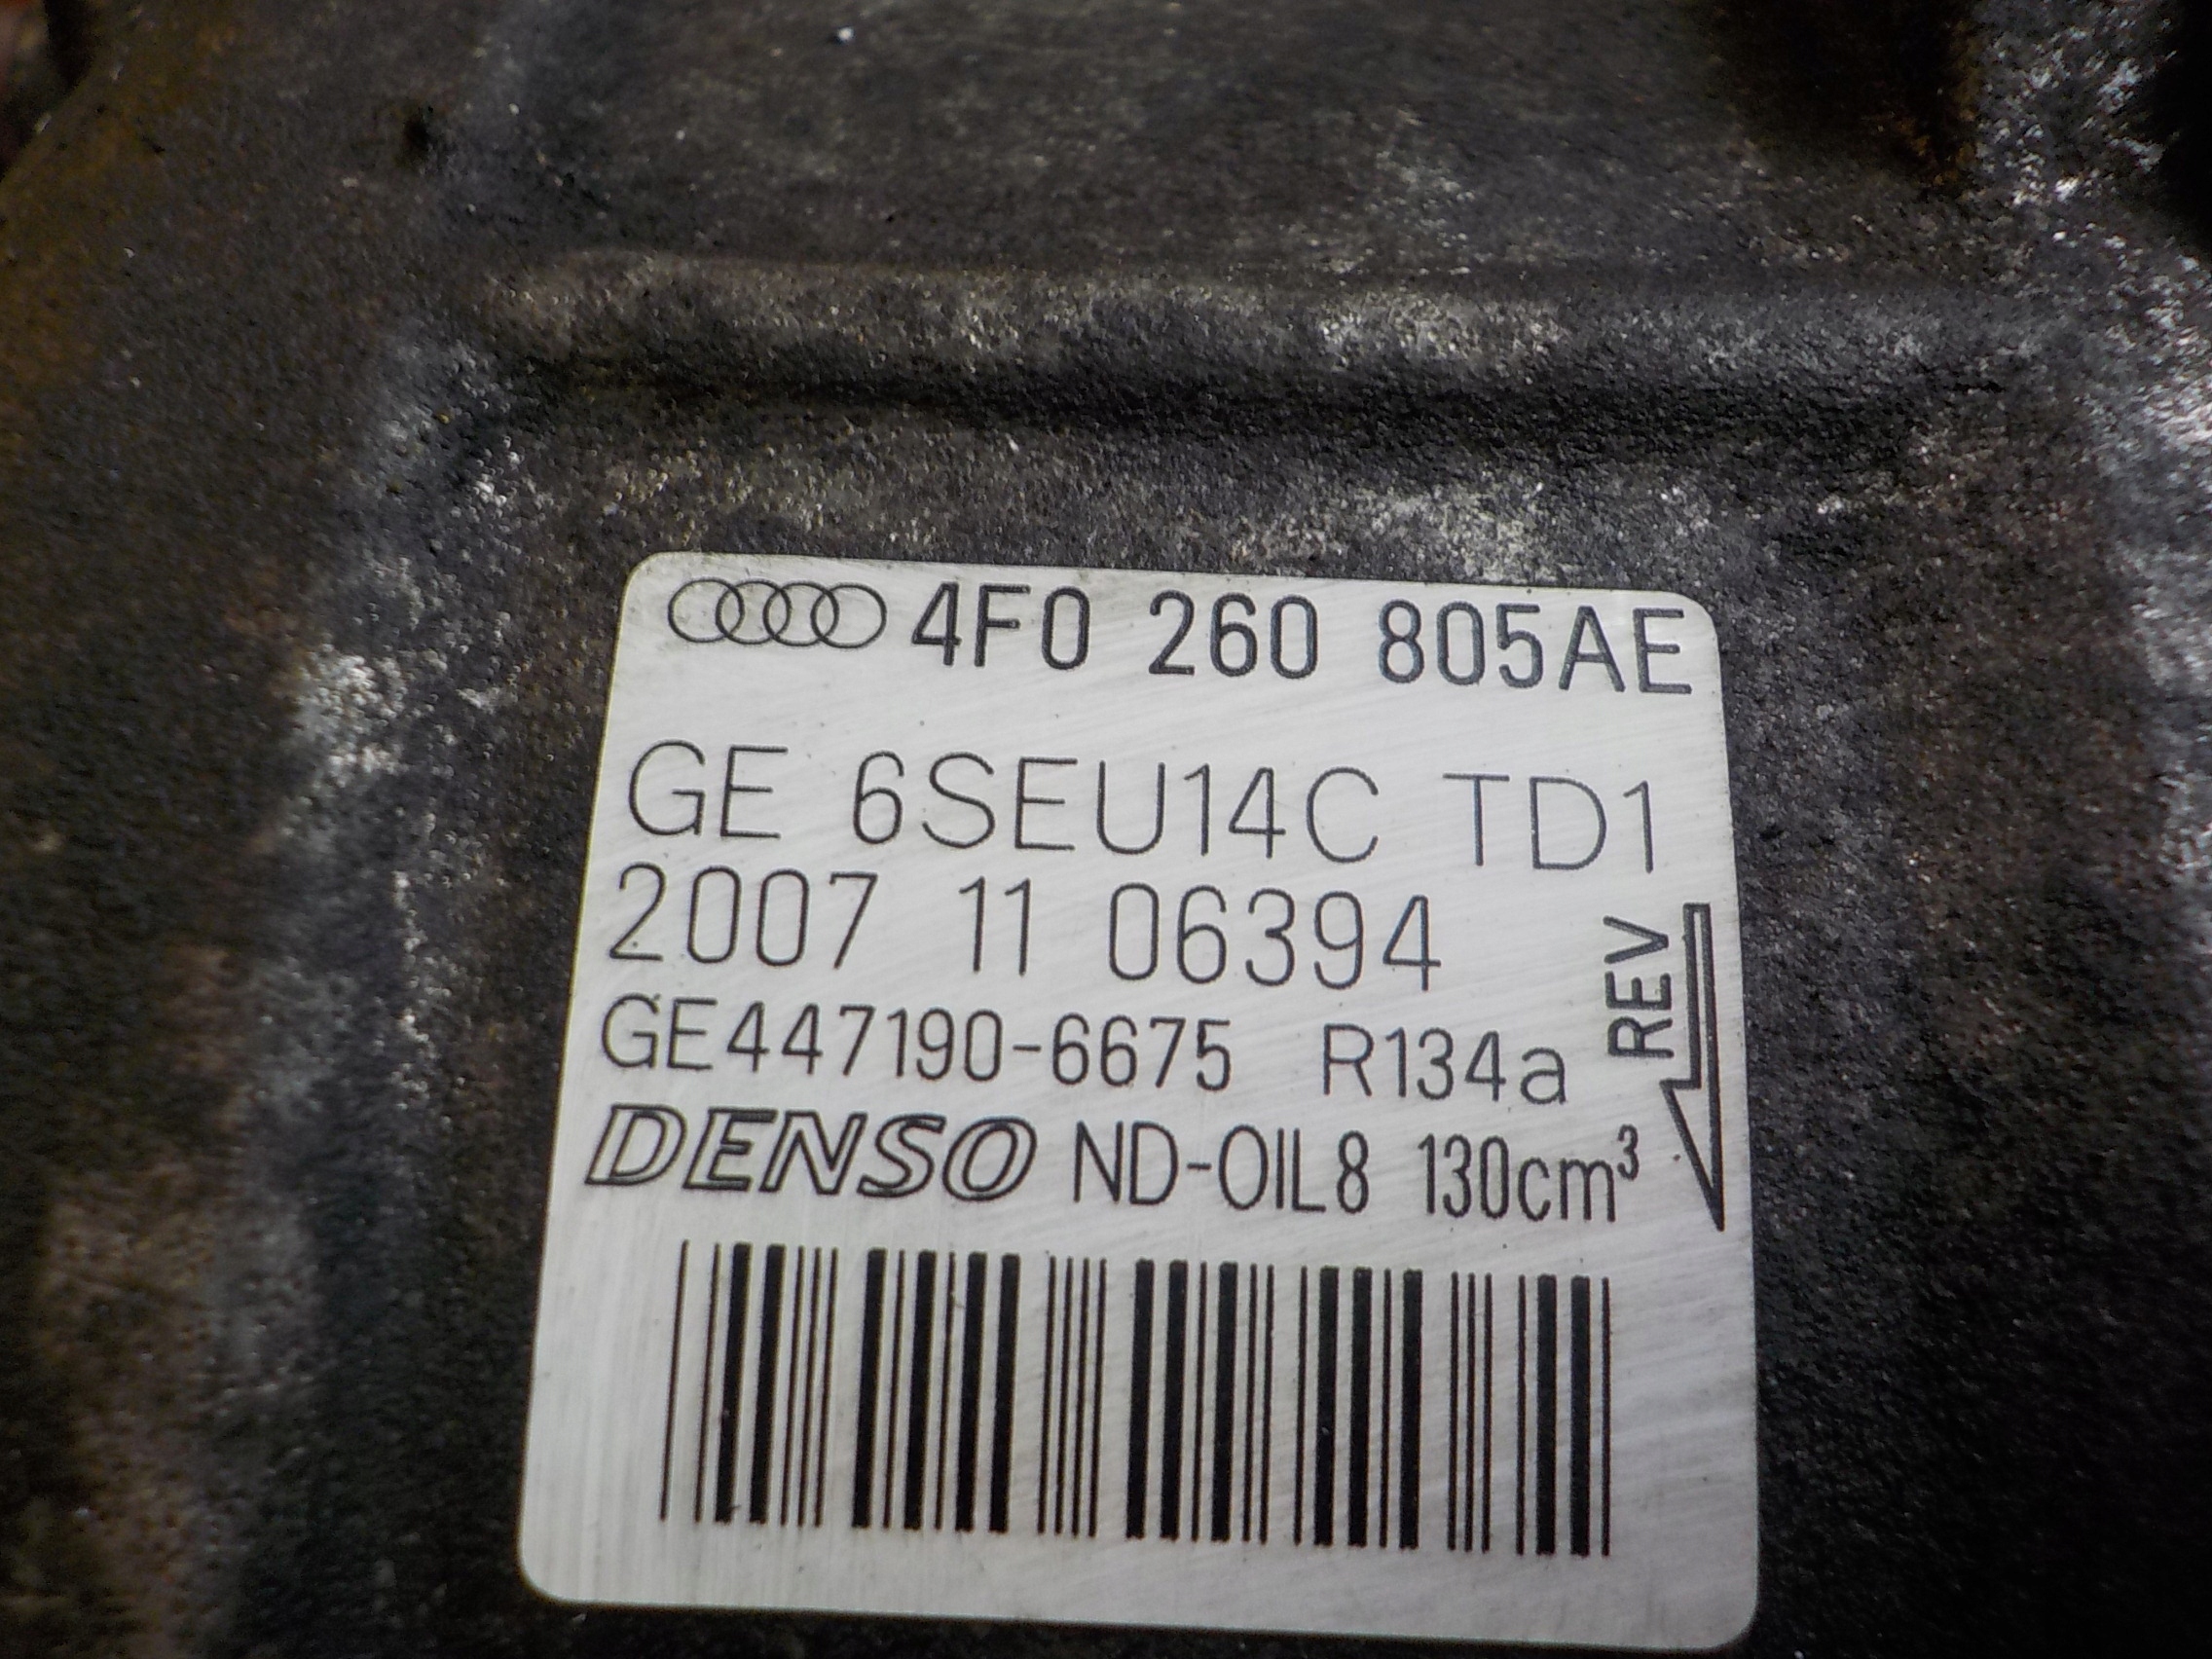 4F0 260 805AE
GE 6SEU14C TD1
2007 11 06394
GE447190-6675 R134a
REV
DENSO ND-OIL8 130cm³